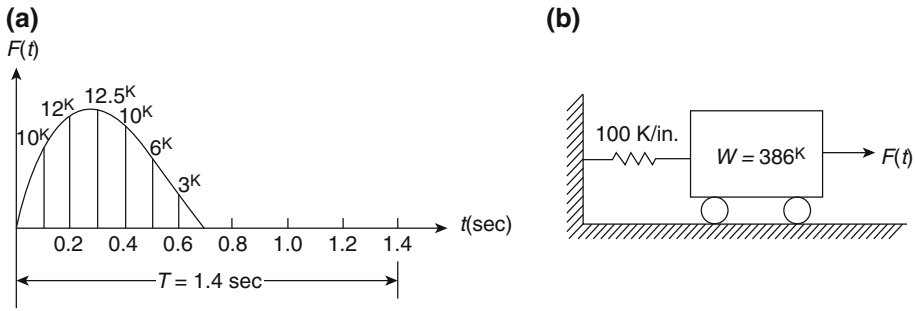 (a)
F(t)
10K
12K
12.5K
10K
6K
3K
0.2
0.4
0.6
0.8
1.0
1.2
1.4
t(sec)
T = 1.4 sec
(b)
100 K/in.
W = 386K
F(t)